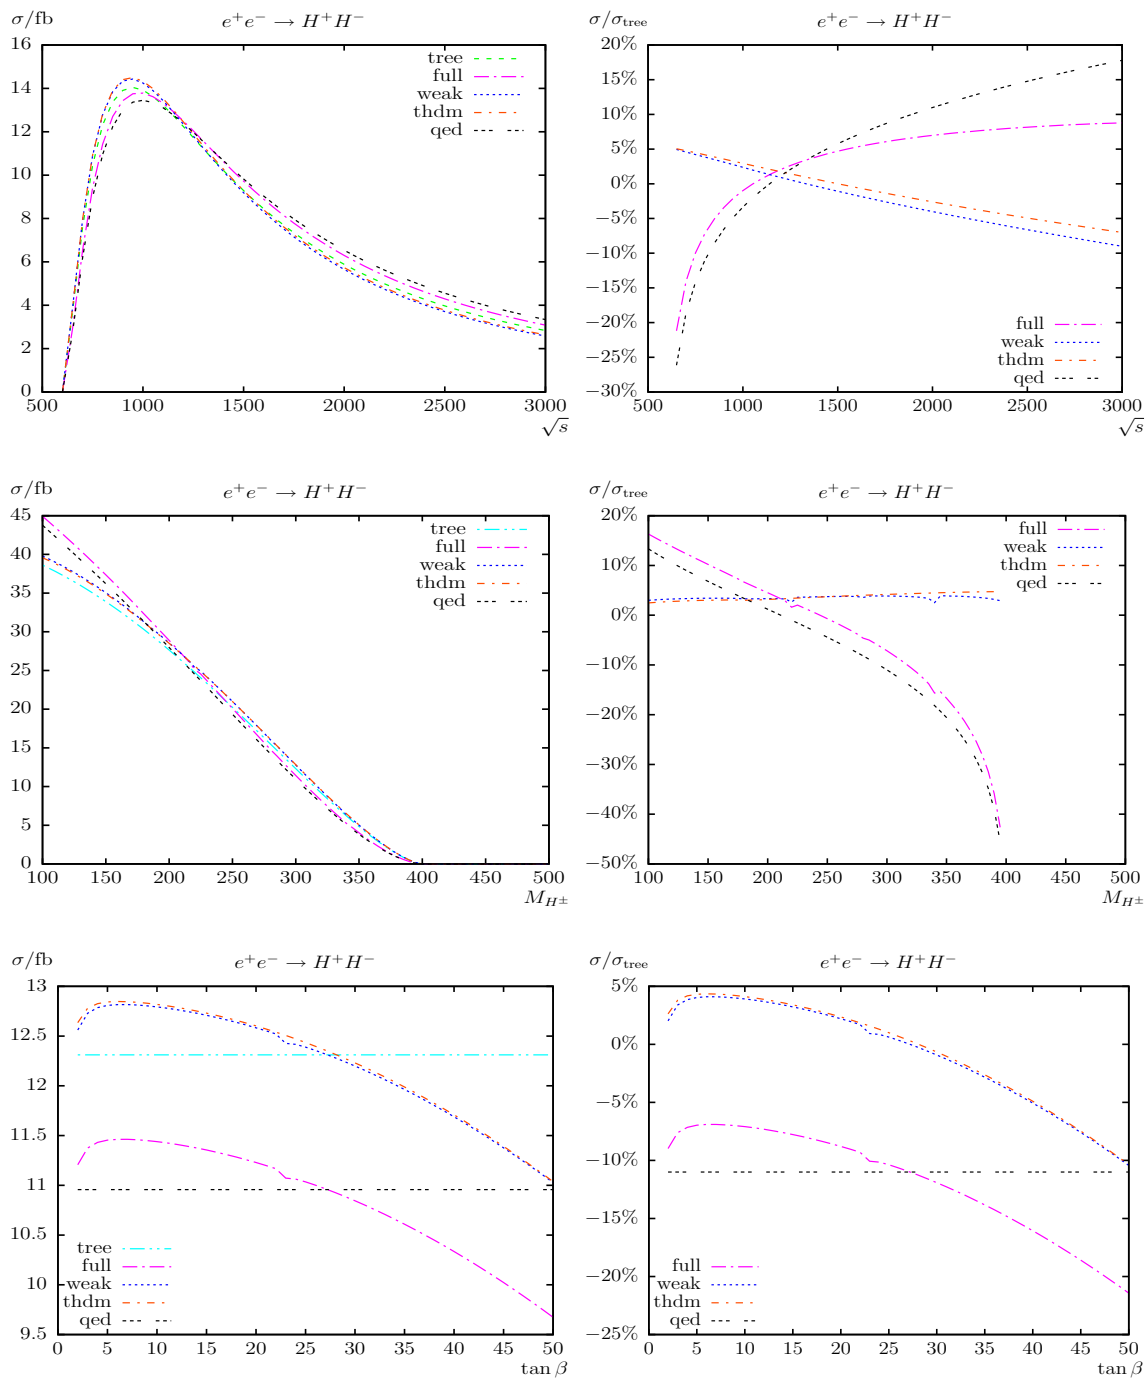 σ/fb
e⁺e⁻ → H⁺H⁻
16
14
12
10
8
6
4
2
0
tree
full
weak
thdm
qed
500 1000 1500 2000 2500 3000
√s
σ/σ_tree
e⁺e⁻ → H⁺H⁻
20%
15%
10%
5%
0%
−5%
−10%
−15%
−20%
−25%
−30%
full
weak
thdm
qed
500 1000 1500 2000 2500 3000
√s
σ/fb
e⁺e⁻ → H⁺H⁻
45
40
35
30
25
20
15
10
5
0
tree
full
weak
thdm
qed
100 150 200 250 300 350 400 450 500
M_H±
σ/σ_tree
e⁺e⁻ → H⁺H⁻
20%
10%
0%
−10%
−20%
−30%
−40%
−50%
full
weak
thdm
qed
100 150 200 250 300 350 400 450 500
M_H±
σ/fb
e⁺e⁻ → H⁺H⁻
13
12.5
12
11.5
11
10.5
10
9.5
tree
full
weak
thdm
qed
0 5 10 15 20 25 30 35 40 45 50
tan β
σ/σ_tree
e⁺e⁻ → H⁺H⁻
5%
0%
−5%
−10%
−15%
−20%
−25%
full
weak
thdm
qed
0 5 10 15 20 25 30 35 40 45 50
tan β